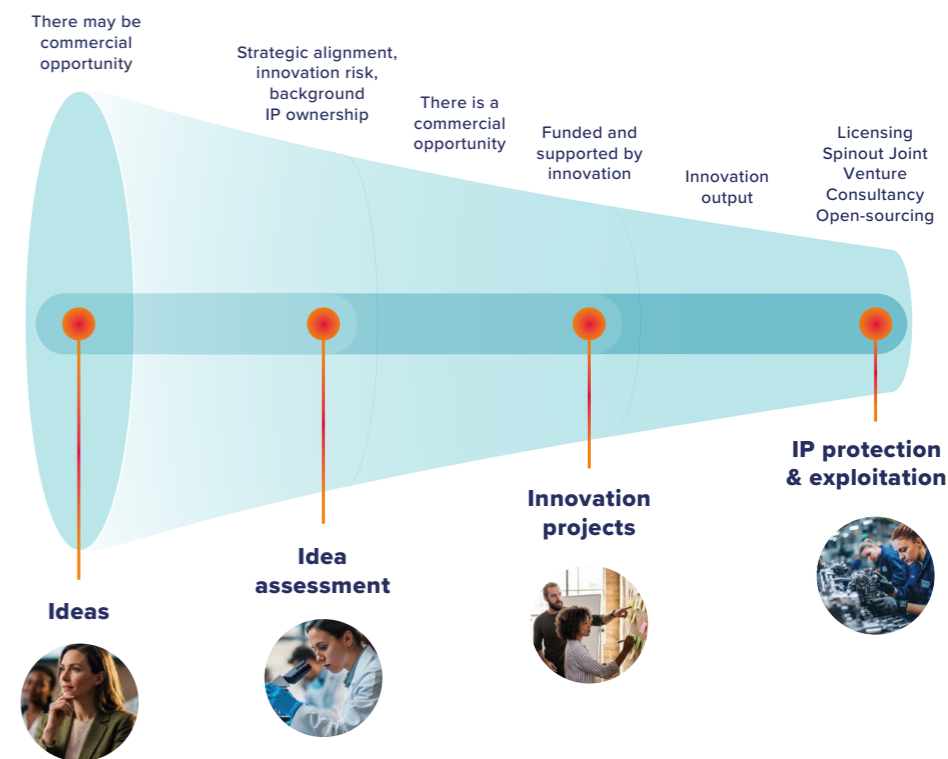 There may be
commercial
opportunity
Strategic alignment,
innovation risk,
background
IP ownership
There is a
commercial
opportunity
Funded and
supported by
innovation
Innovation
output
Licensing
Spinout Joint
Venture
Consultancy
Open-sourcing
Ideas
Idea
assessment
Innovation
projects
IP protection
& exploitation